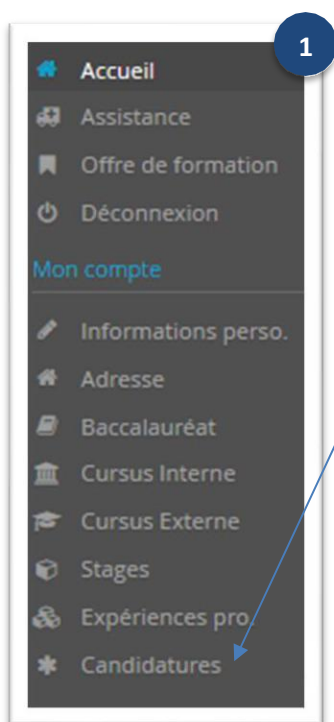 1
Accueil
Assistance
Offre de formation
Déconnexion
Mon compte
Informations perso.
Adresse
Baccalauréat
Cursus Interne
Cursus Externe
Stages
Expériences pro.
Candidatures